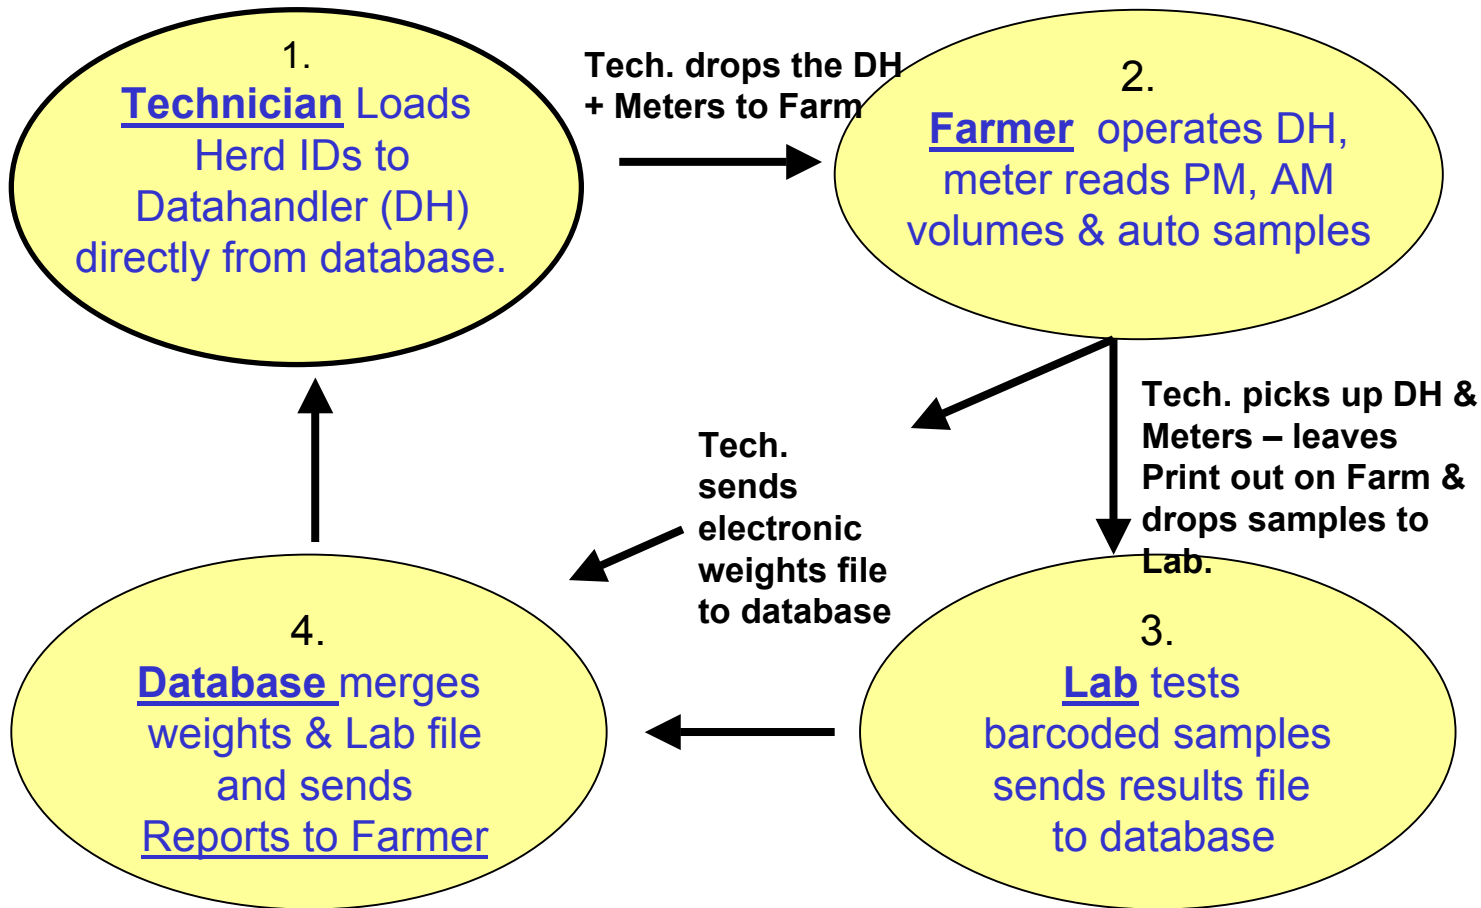 1.
Technician Loads
Herd IDs to
Datahandler (DH)
directly from database.
Tech. drops the DH
+ Meters to Farm
2.
Farmer operates DH,
meter reads PM, AM
volumes & auto samples
Tech. picks up DH &
Meters – leaves
Print out on Farm &
drops samples to
Lab.
Tech.
sends
electronic
weights file
to database
3.
Lab tests
barcoded samples
sends results file
to database
4.
Database merges
weights & Lab file
and sends
Reports to Farmer